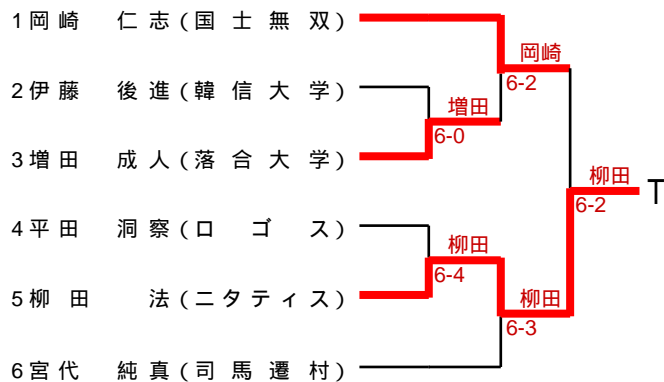 1 岡崎 仁志 (国士無双)
岡崎
6-2
2 伊藤 後進 (韓信大学)
増田
6-0
3 増田 成人 (落合大学)
柳田
6-2
T
4 平田 洞察 (ロゴス)
柳田
6-4
5 柳田 法 (ニタティス)
柳田
6-3
6 宮代 純真 (司馬遷村)